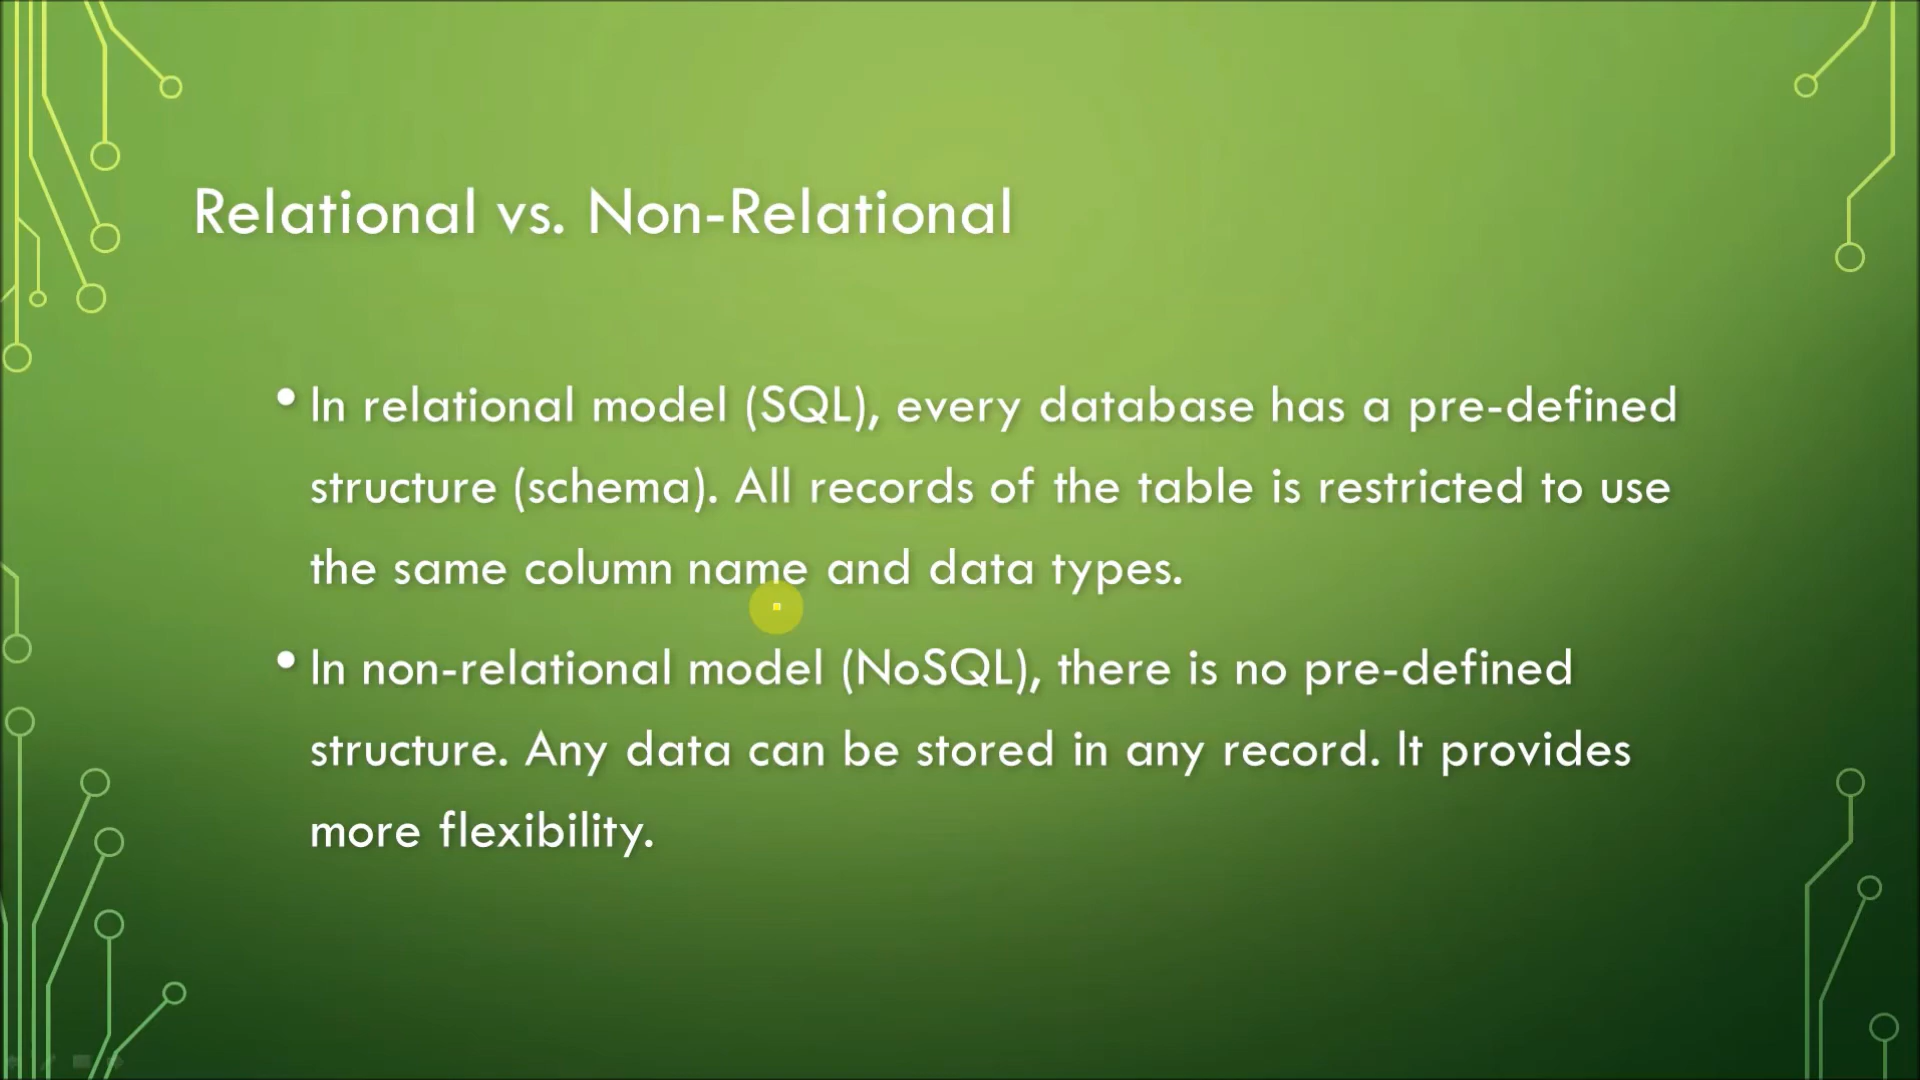 Relational vs. Non-Relational
• In relational model (SQL), every database has a pre-defined
structure (schema). All records of the table is restricted to use
the same column name and data types.
• In non-relational model (NoSQL), there is no pre-defined
structure. Any data can be stored in any record. It provides
more flexibility.